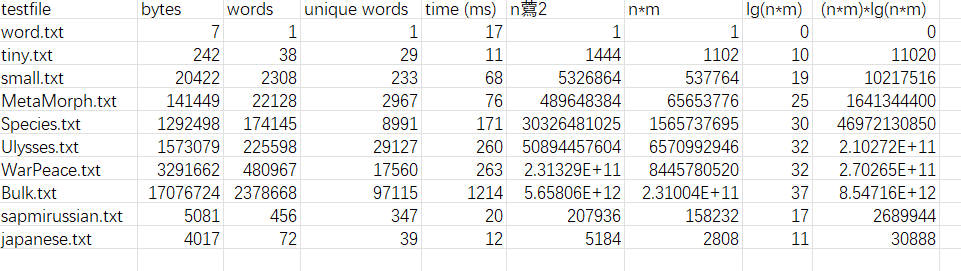 testfile bytes words unique words time (ms) n鷰2 n*m lg(n*m) (n*m)*lg(n*m)
word.txt 7 1 1 17 1 1 0 0
tiny.txt 242 38 29 11 1444 1102 10 11020
small.txt 20422 2308 233 68 5326864 537764 19 10217516
MetaMorph.txt 141449 22128 2967 76 489648384 65653776 25 1641344400
Species.txt 1292498 174145 8991 171 30326481025 1565737695 30 46972130850
Ulysses.txt 1573079 225598 29127 260 50894457604 6570992946 32 2.10272E+11
WarPeace.txt 3291662 480967 17560 263 2.31329E+11 8445780520 32 2.70265E+11
Bulk.txt 17076724 2378668 97115 1214 5.65806E+12 2.31004E+11 37 8.54716E+12
sapmirussian.txt 5081 456 347 20 207936 158232 17 2689944
japanese.txt 4017 72 39 12 5184 2808 11 30888